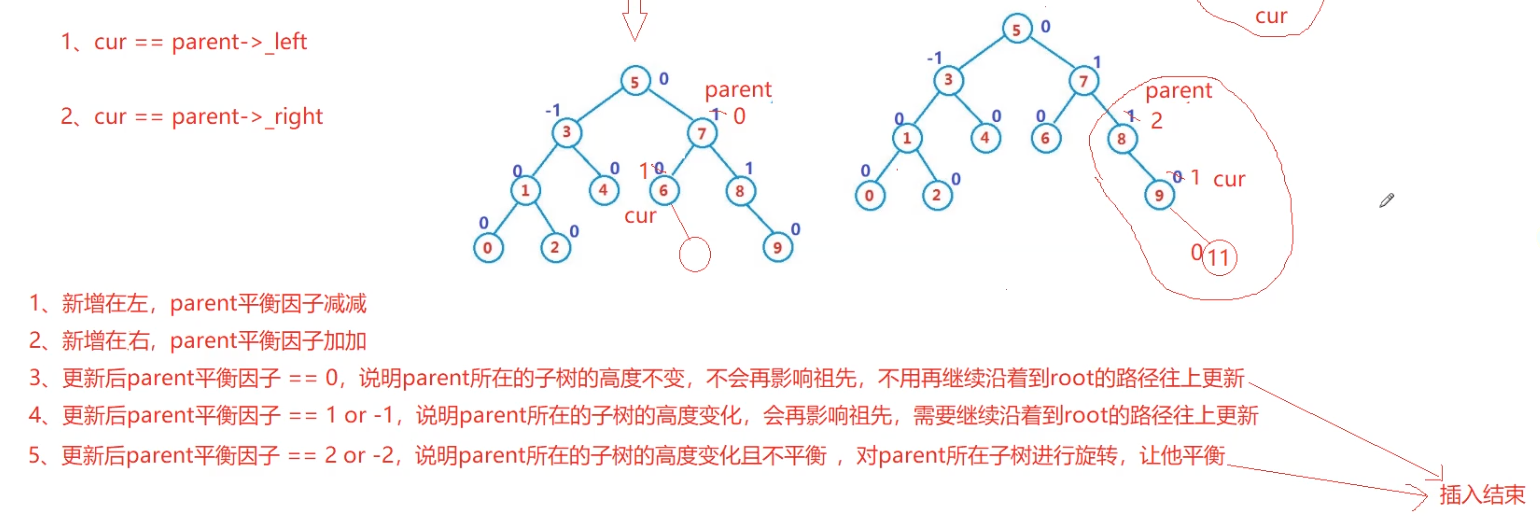 cur
1、cur == parent->_left
2、cur == parent->_right
5 0
parent
-1 1 0
3 7
0 0 1 0 1
1 4 6 8
cur
0 0 0
0 2 9
5 0
-1 1
3 7
parent
0 0 0 1 2
1 4 6 8
0 0 0 1 cur
0 2 9
0 11
1、新增在左，parent平衡因子减减
2、新增在右，parent平衡因子加加
3、更新后parent平衡因子 == 0，说明parent所在的子树的高度不变，不会再影响祖先，不用再继续沿着到root的路径往上更新
4、更新后parent平衡因子 == 1 or -1，说明parent所在的子树的高度变化，会再影响祖先，需要继续沿着到root的路径往上更新
5、更新后parent平衡因子 == 2 or -2，说明parent所在的子树的高度变化且不平衡 ，对parent所在子树进行旋转，让他平衡
插入结束